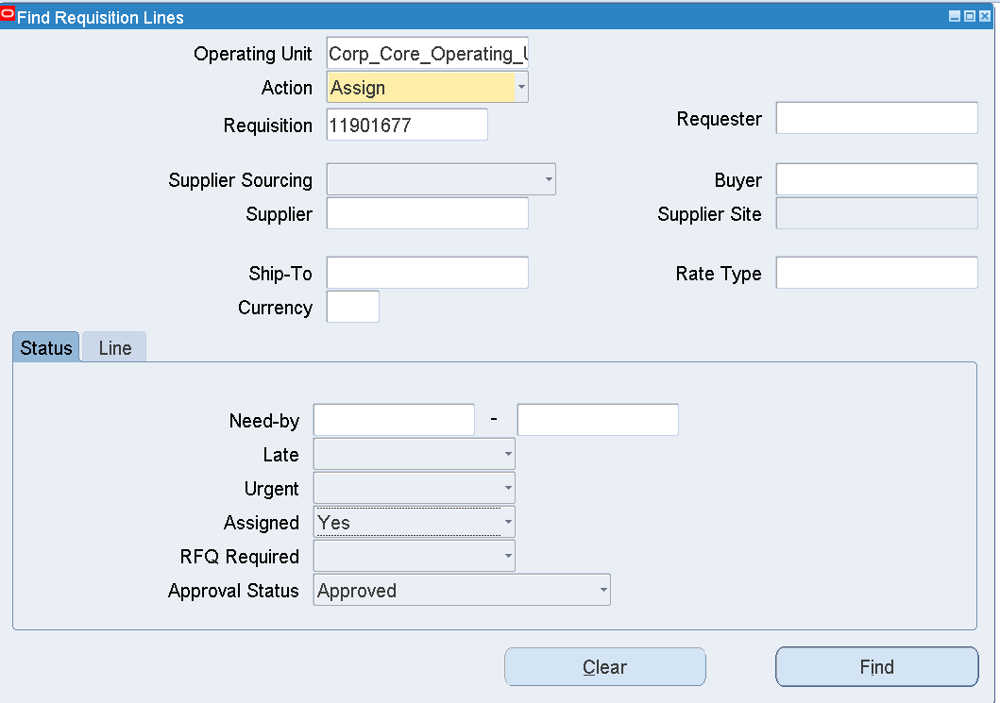 Find Requisition Lines
Operating Unit Corp_Core_Operating_U
Action Assign
Requisition 11901677
Requester
Supplier Sourcing
Buyer
Supplier
Supplier Site
Ship-To
Rate Type
Currency
Status Line
Need-by -
Late
Urgent
Assigned Yes
RFQ Required
Approval Status Approved
Clear Find